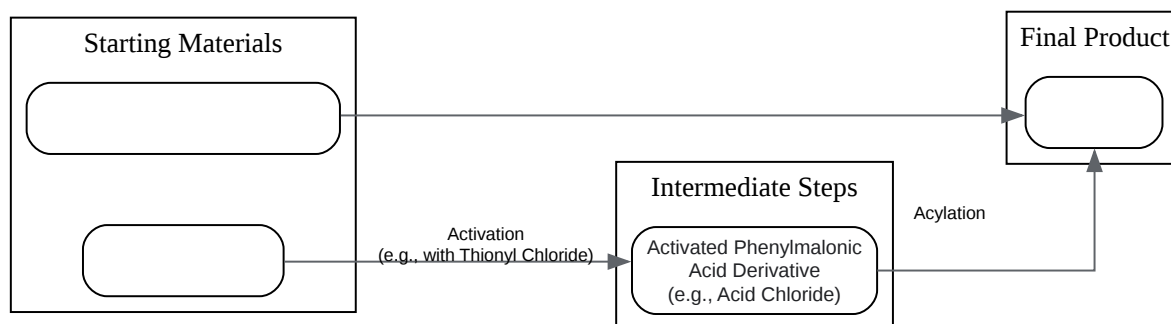 Starting Materials
Final Product
Intermediate Steps
Activation
(e.g., with Thionyl Chloride)
Activated Phenylmalonic
Acid Derivative
(e.g., Acid Chloride)
Acylation